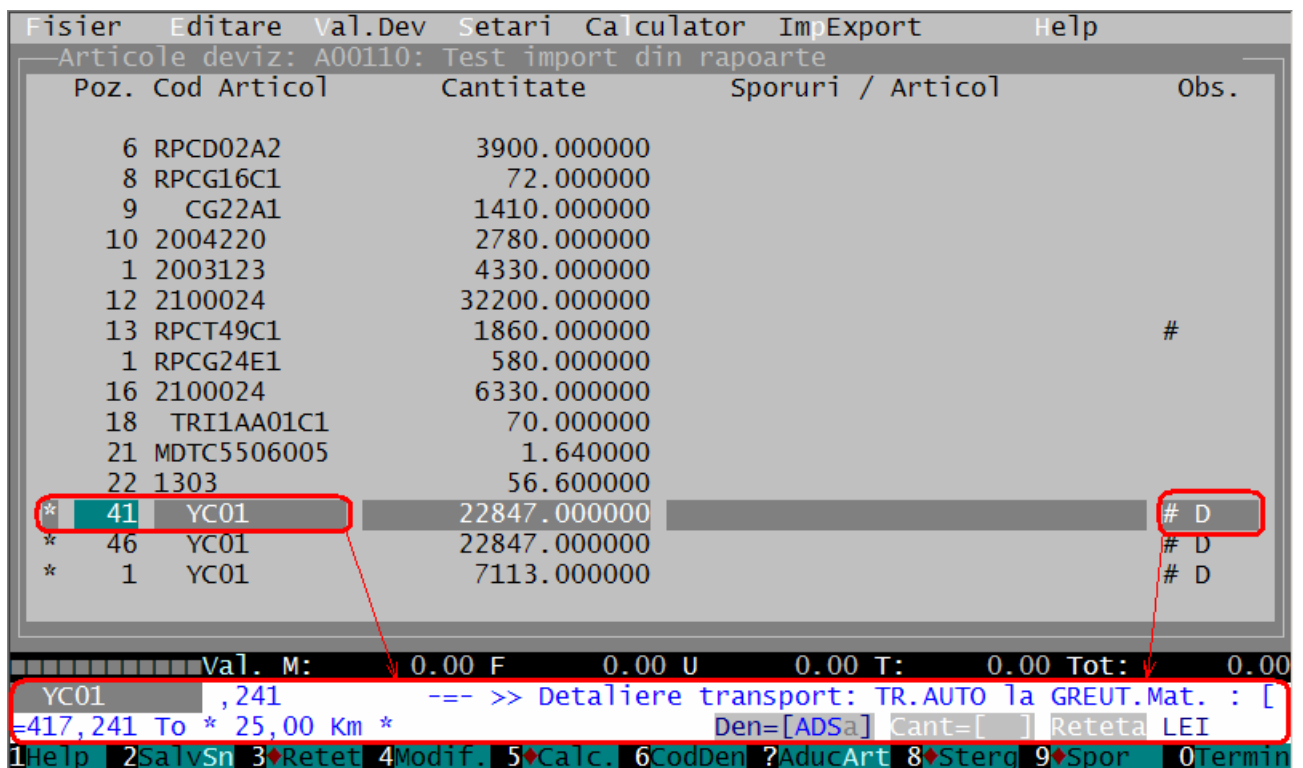 Fisier Editare Val.Dev Setari Calculator ImpExport Help
Articole deviz: A00110: Test import din rapoarte
Poz. Cod Articol Cantitate Sporuri / Articol Obs.
6 RPCD02A2 3900.000000
8 RPCG16C1 72.000000
9 CG22A1 1410.000000
10 2004220 2780.000000
1 2003123 4330.000000
12 2100024 32200.000000
13 RPCT49C1 1860.000000 #
1 RPCG24E1 580.000000
16 2100024 6330.000000
18 TRI1AA01C1 70.000000
21 MDTC5506005 1.640000
22 1303 56.600000
* 41 YC01 22847.000000 # D
* 46 YC01 22847.000000 # D
* 1 YC01 7113.000000 # D
Val. M: 0.00 F 0.00 U 0.00 T: 0.00 Tot: 0.00
YC01 ,241 -=- >> Detaliere transport: TR.AUTO la GREUT.Mat. : [
=417,241 To * 25,00 Km * Den=[ADSa] Cant=[ ] Reteta LEI
1Help 2SalvSn 3♦Retet 4Modif. 5♦Calc. 6CodDen ?AducArt 8♦Sterg 9♦Spor 0Termin